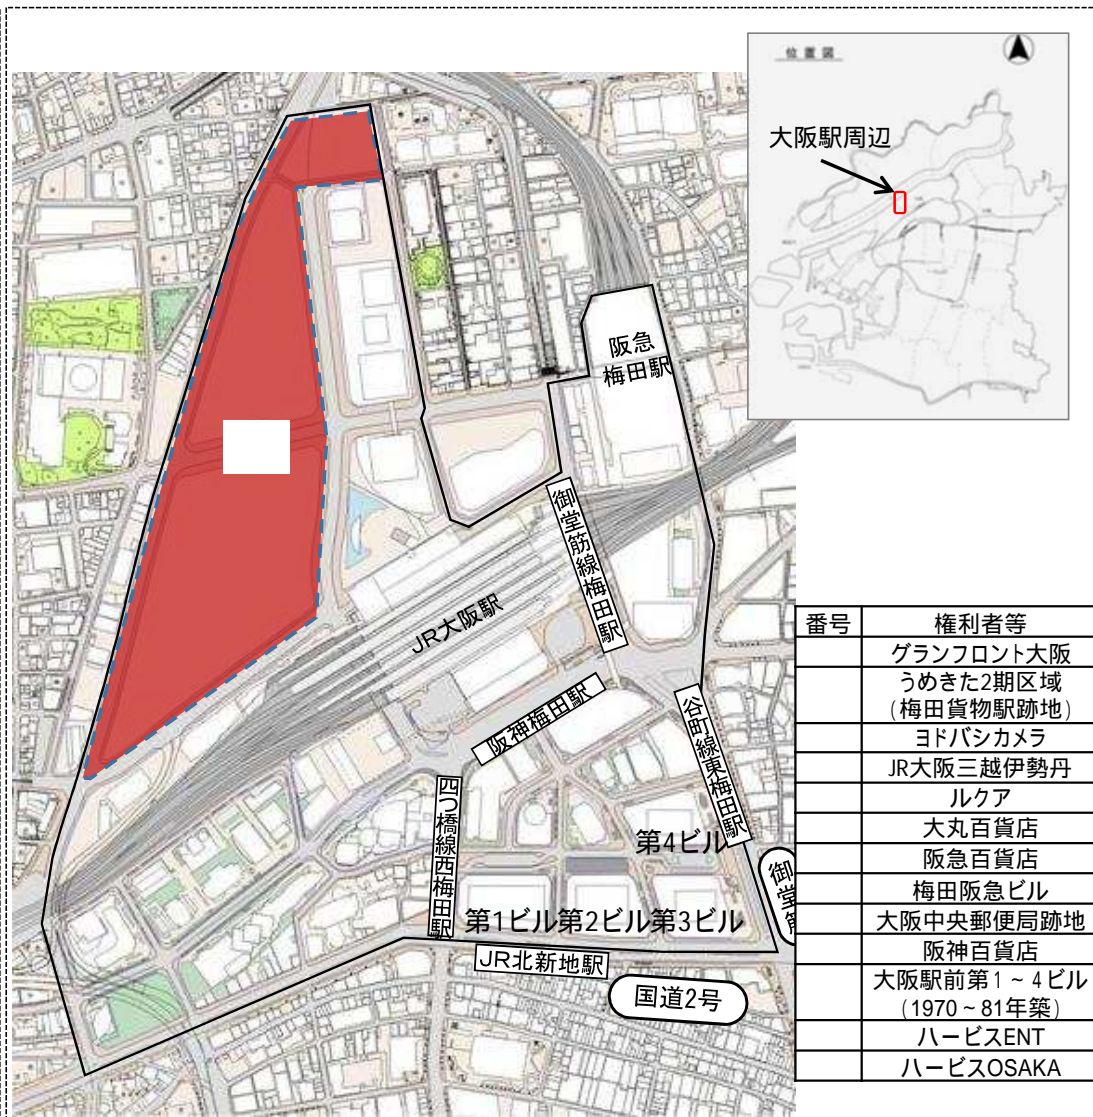 位置図
大阪駅周辺
阪急
梅田駅
御堂筋線梅田駅
JR大阪駅
阪神梅田駅
谷町線東梅田駅
四つ橋線西梅田駅
第4ビル
第1ビル
第2ビル
第3ビル
御堂筋
JR北新地駅
国道2号
番号 権利者等
グランフロント大阪
うめきた2期区域
(梅田貨物駅跡地)
ヨドバシカメラ
JR大阪三越伊勢丹
ルクア
大丸百貨店
阪急百貨店
梅田阪急ビル
大阪中央郵便局跡地
阪神百貨店
大阪駅前第1~4ビル
(1970~81年築)
ハービスENT
ハービスOSAKA